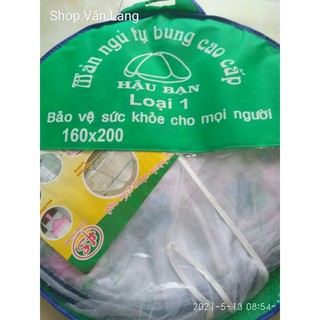 Shop Văn Lang
Màn ngủ tự bung cao cấp
HẬU BẠN
Loại 1
Bảo vệ sức khỏe cho mọi người
160x200
2021-5-13 08:54